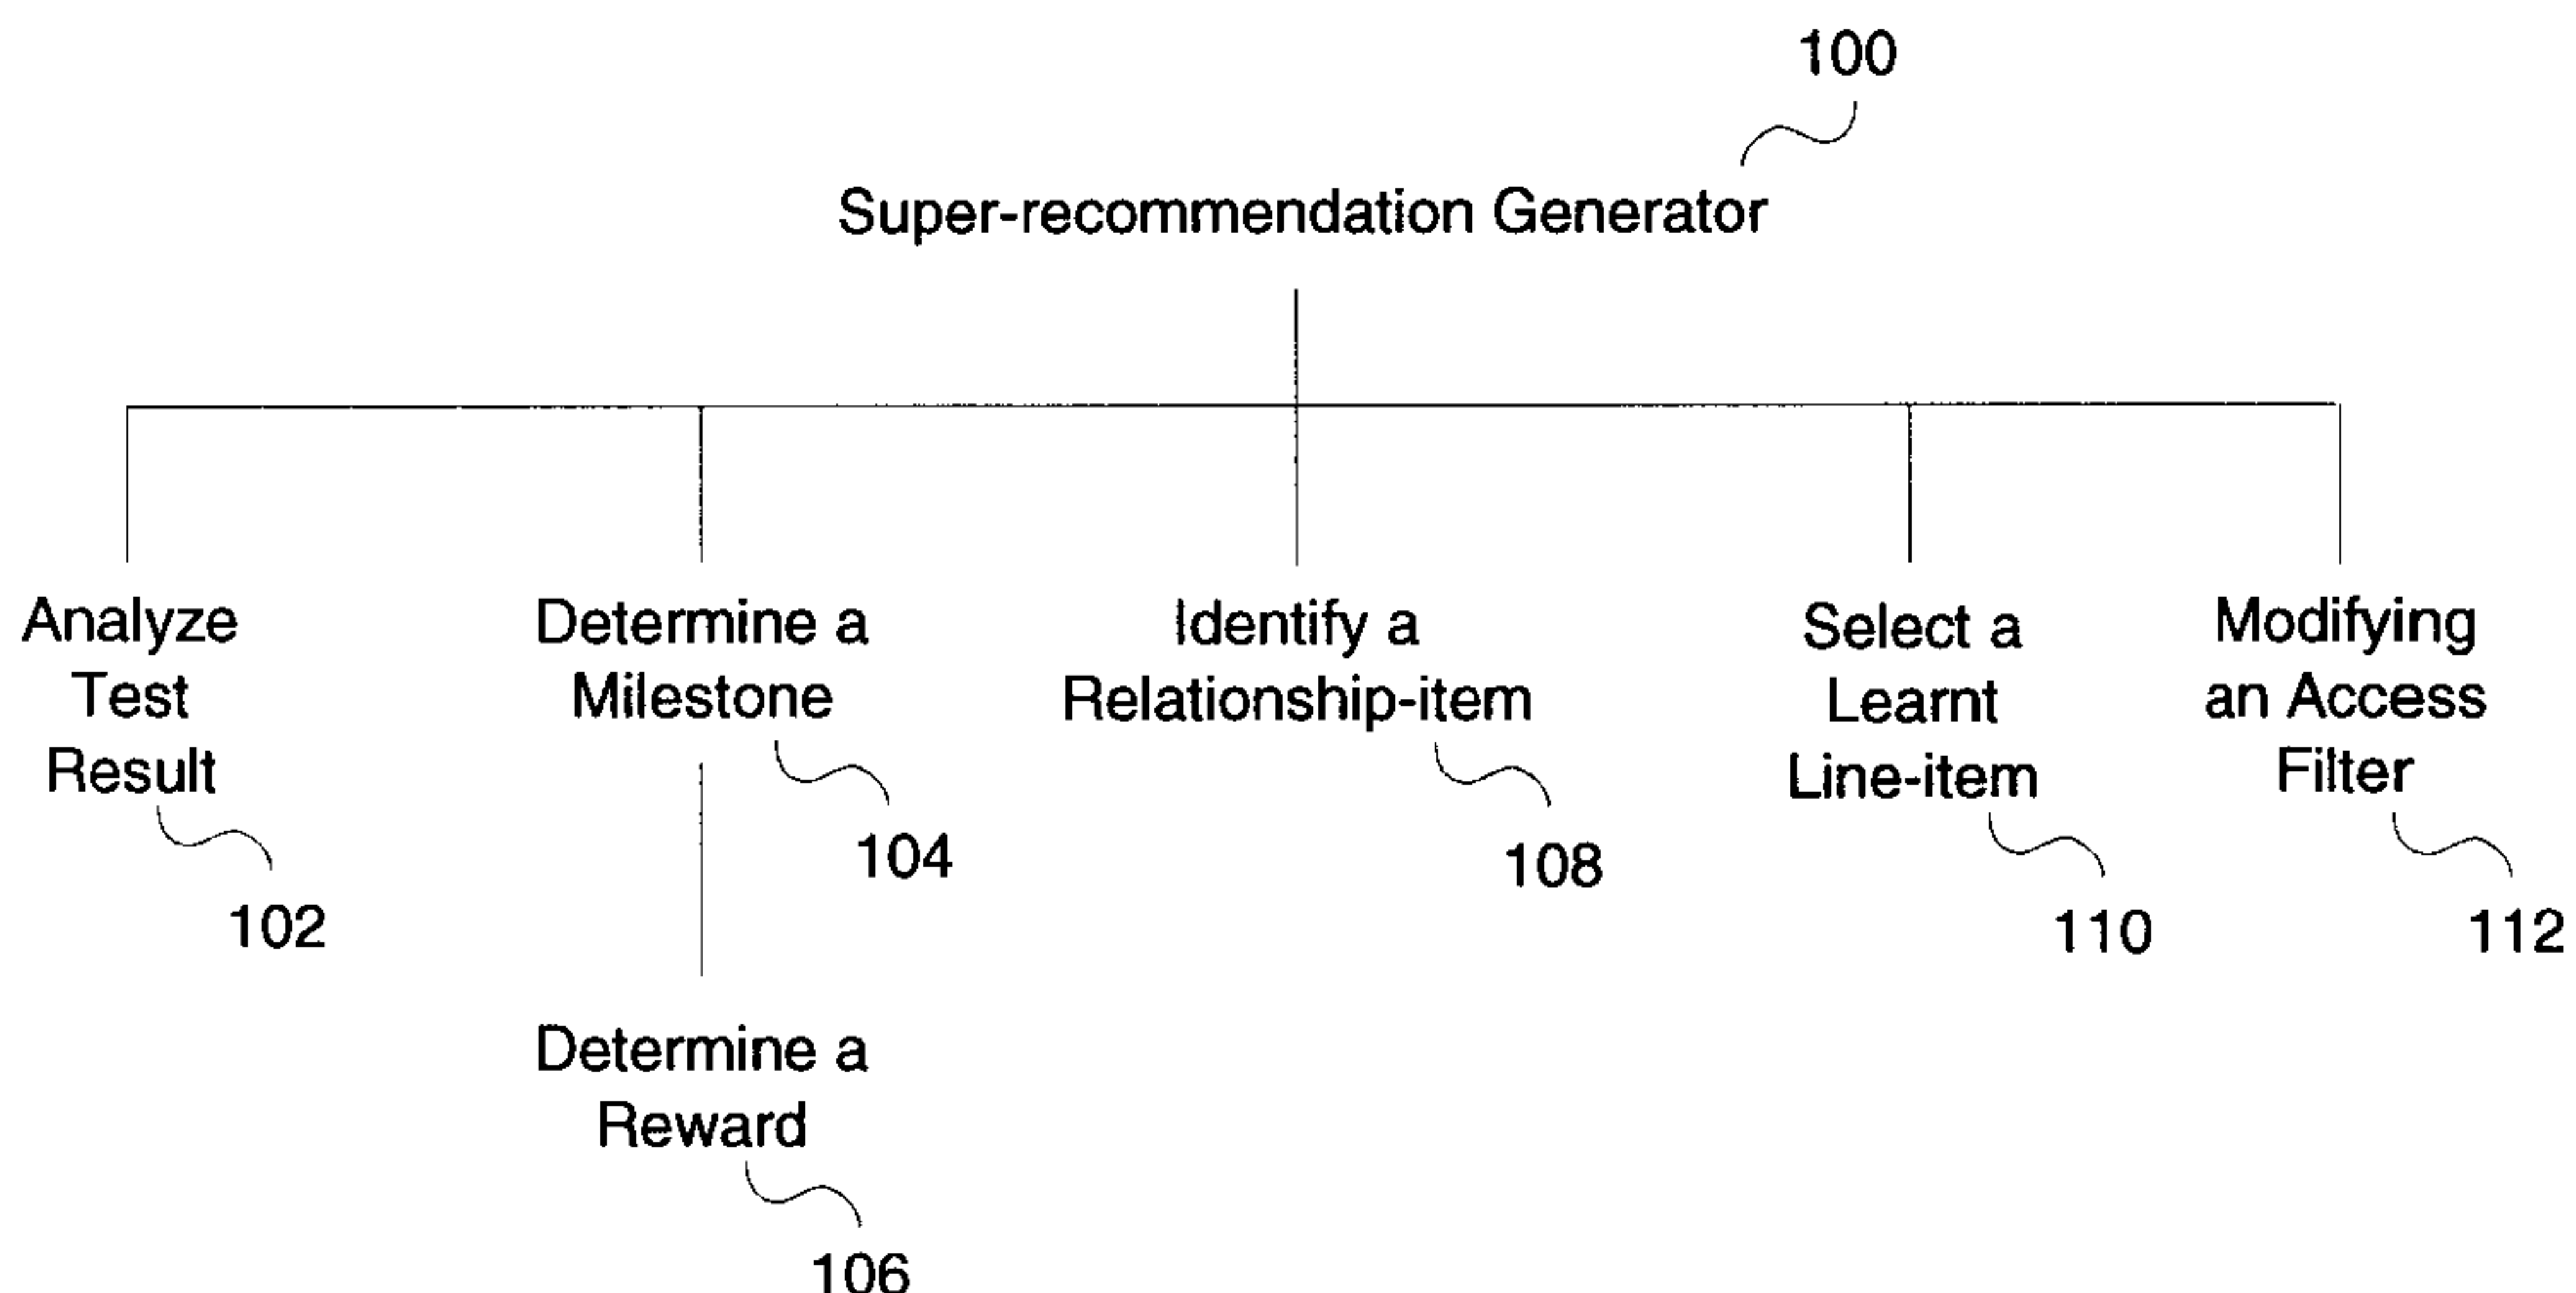 100
Super-recommendation Generator
Analyze
Test
Result
102
Determine a
Milestone
104
Determine a
Reward
106
Identify a
Relationship-item
108
Select a
Learnt
Line-item
110
Modifying
an Access
Filter
112